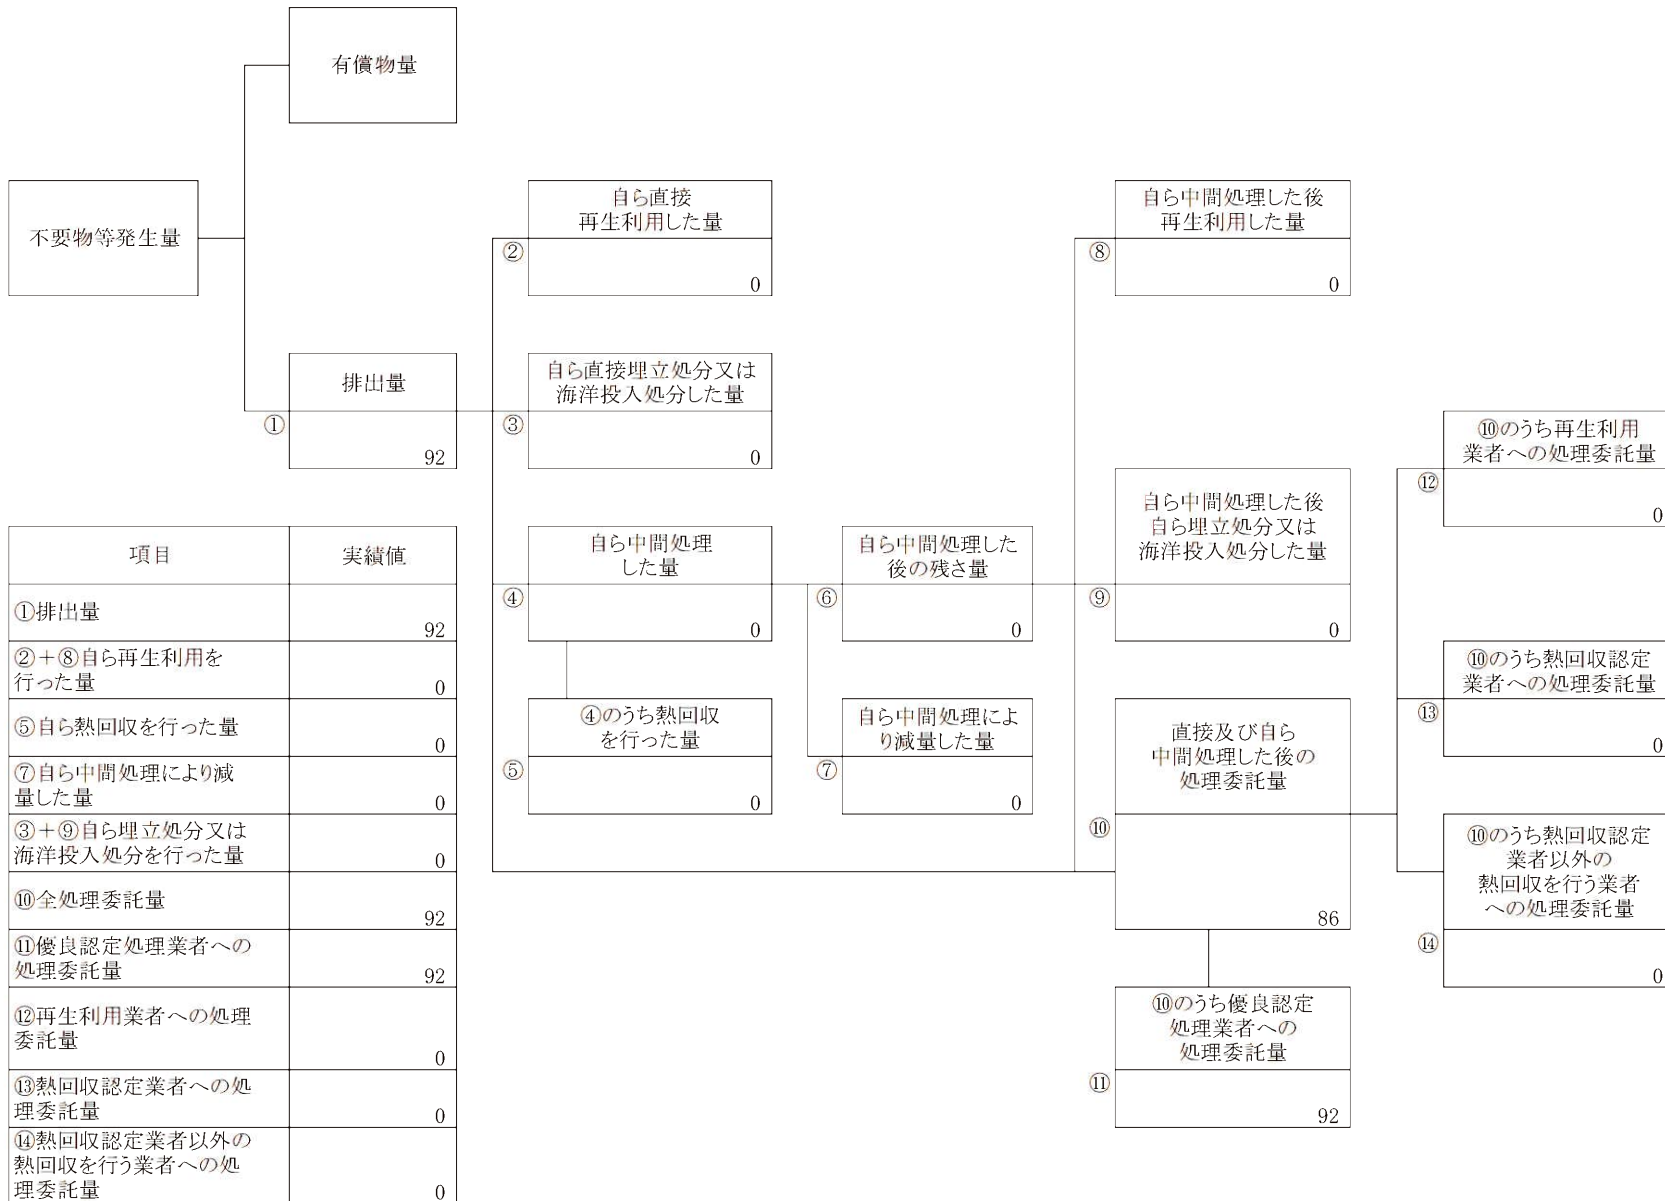 有償物量
不要物等発生量
自ら直接
再生利用した量
②
0
自ら中間処理した後
再生利用した量
⑧
0
排出量
①
92
自ら直接埋立処分又は
海洋投入処分した量
③
0
⑩のうち再生利用
業者への処理委託量
⑫
0
自ら中間処理
した量
④
0
自ら中間処理した
後の残さ量
⑥
0
自ら中間処理した後
自ら埋立処分又は
海洋投入処分した量
⑨
0
④のうち熱回収
を行った量
⑤
0
自ら中間処理によ
り減量した量
⑦
0
直接及び自ら
中間処理した後の
処理委託量
⑩
86
⑩のうち熱回収認定
業者への処理委託量
⑬
0
⑩のうち熱回収認定
業者以外の
熱回収を行う業者
への処理委託量
⑭
0
⑩のうち優良認定
処理業者への
処理委託量
⑪
92
項目 実績値
①排出量
92
②+⑧自ら再生利用を
行った量
0
⑤自ら熱回収を行った量
0
⑦自ら中間処理により減
量した量
0
③+⑨自ら埋立処分又は
海洋投入処分を行った量
0
⑩全処理委託量
92
⑪優良認定処理業者への
処理委託量
92
⑫再生利用業者への処理
委託量
0
⑬熱回収認定業者への処
理委託量
0
⑭熱回収認定業者以外の
熱回収を行う業者への処
理委託量
0